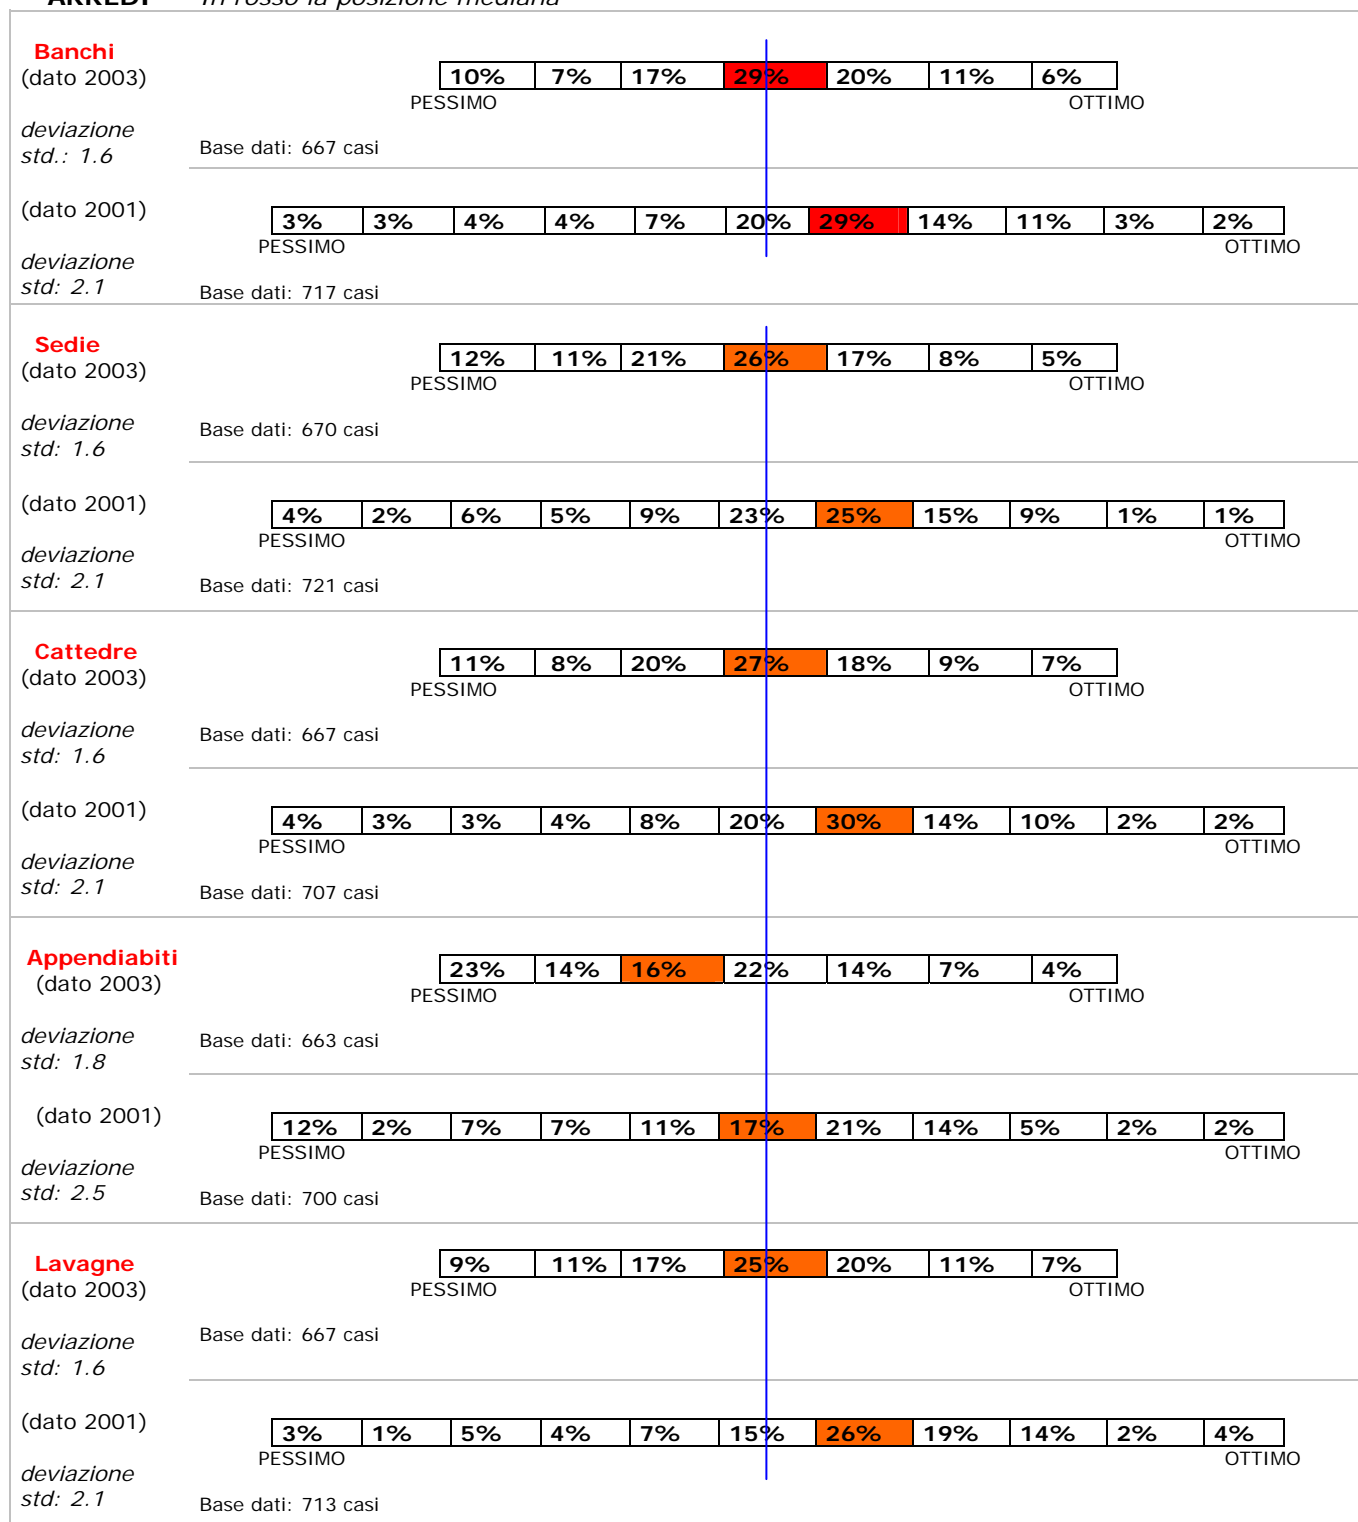 ARREDI In rosso la posizione mediana
Banchi
(dato 2003)
10% 7% 17% 29% 20% 11% 6%
PESSIMO OTTIMO
deviazione
std.: 1.6
Base dati: 667 casi
(dato 2001)
3% 3% 4% 4% 7% 20% 29% 14% 11% 3% 2%
PESSIMO OTTIMO
deviazione
std: 2.1
Base dati: 717 casi
Sedie
(dato 2003)
12% 11% 21% 26% 17% 8% 5%
PESSIMO OTTIMO
deviazione
std: 1.6
Base dati: 670 casi
(dato 2001)
4% 2% 6% 5% 9% 23% 25% 15% 9% 1% 1%
PESSIMO OTTIMO
deviazione
std: 2.1
Base dati: 721 casi
Cattedre
(dato 2003)
11% 8% 20% 27% 18% 9% 7%
PESSIMO OTTIMO
deviazione
std: 1.6
Base dati: 667 casi
(dato 2001)
4% 3% 3% 4% 8% 20% 30% 14% 10% 2% 2%
PESSIMO OTTIMO
deviazione
std: 2.1
Base dati: 707 casi
Appendiabiti
(dato 2003)
23% 14% 16% 22% 14% 7% 4%
PESSIMO OTTIMO
deviazione
std: 1.8
Base dati: 663 casi
(dato 2001)
12% 2% 7% 7% 11% 17% 21% 14% 5% 2% 2%
PESSIMO OTTIMO
deviazione
std: 2.5
Base dati: 700 casi
Lavagne
(dato 2003)
9% 11% 17% 25% 20% 11% 7%
PESSIMO OTTIMO
deviazione
std: 1.6
Base dati: 667 casi
(dato 2001)
3% 1% 5% 4% 7% 15% 26% 19% 14% 2% 4%
PESSIMO OTTIMO
deviazione
std: 2.1
Base dati: 713 casi